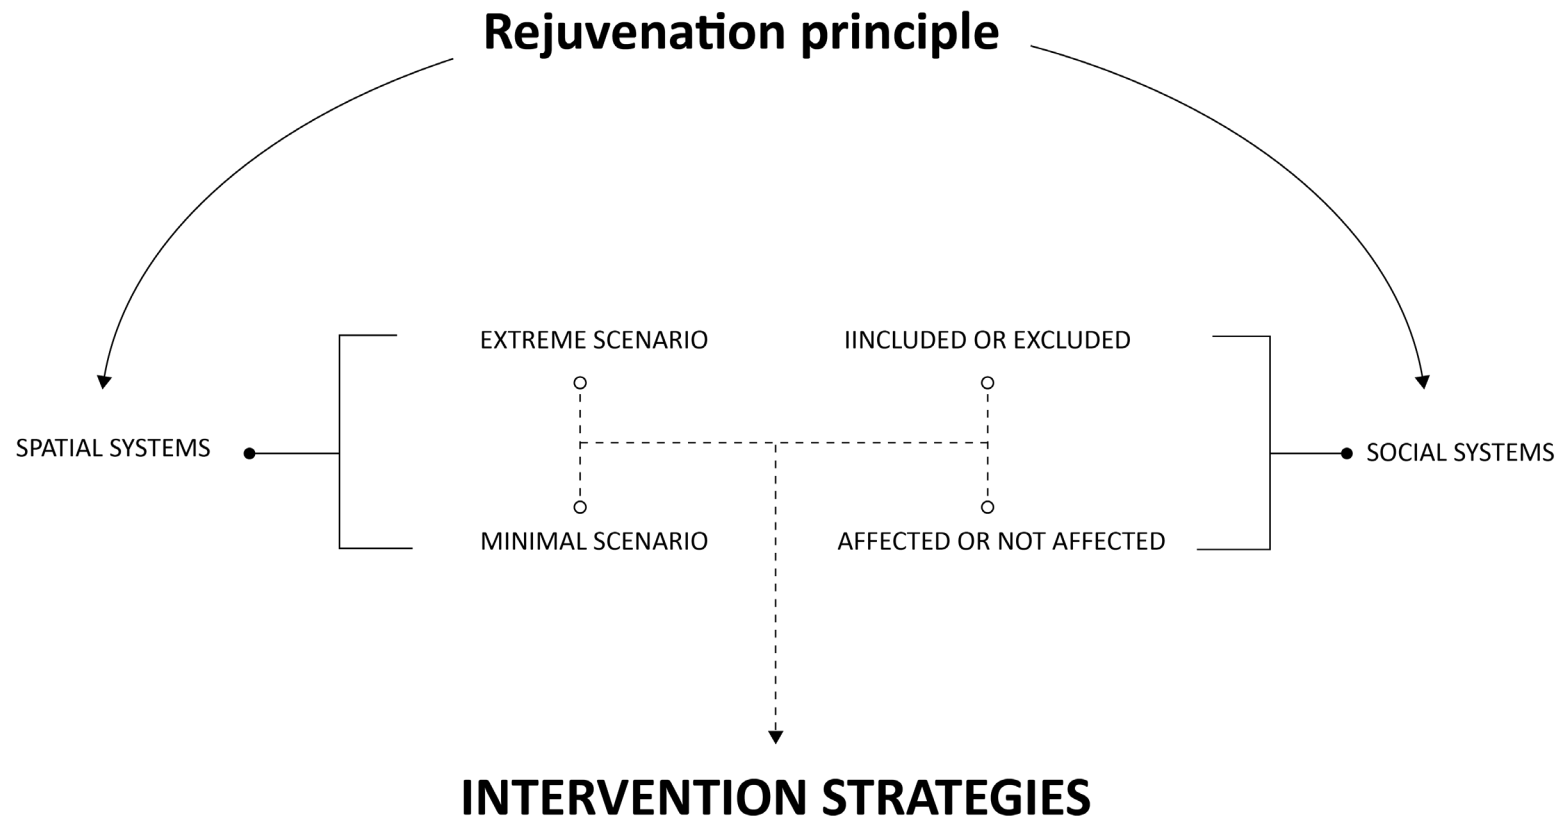 Rejuvenation principle
EXTREME SCENARIO
IINCLUDED OR EXCLUDED
SPATIAL SYSTEMS
SOCIAL SYSTEMS
MINIMAL SCENARIO
AFFECTED OR NOT AFFECTED
INTERVENTION STRATEGIES